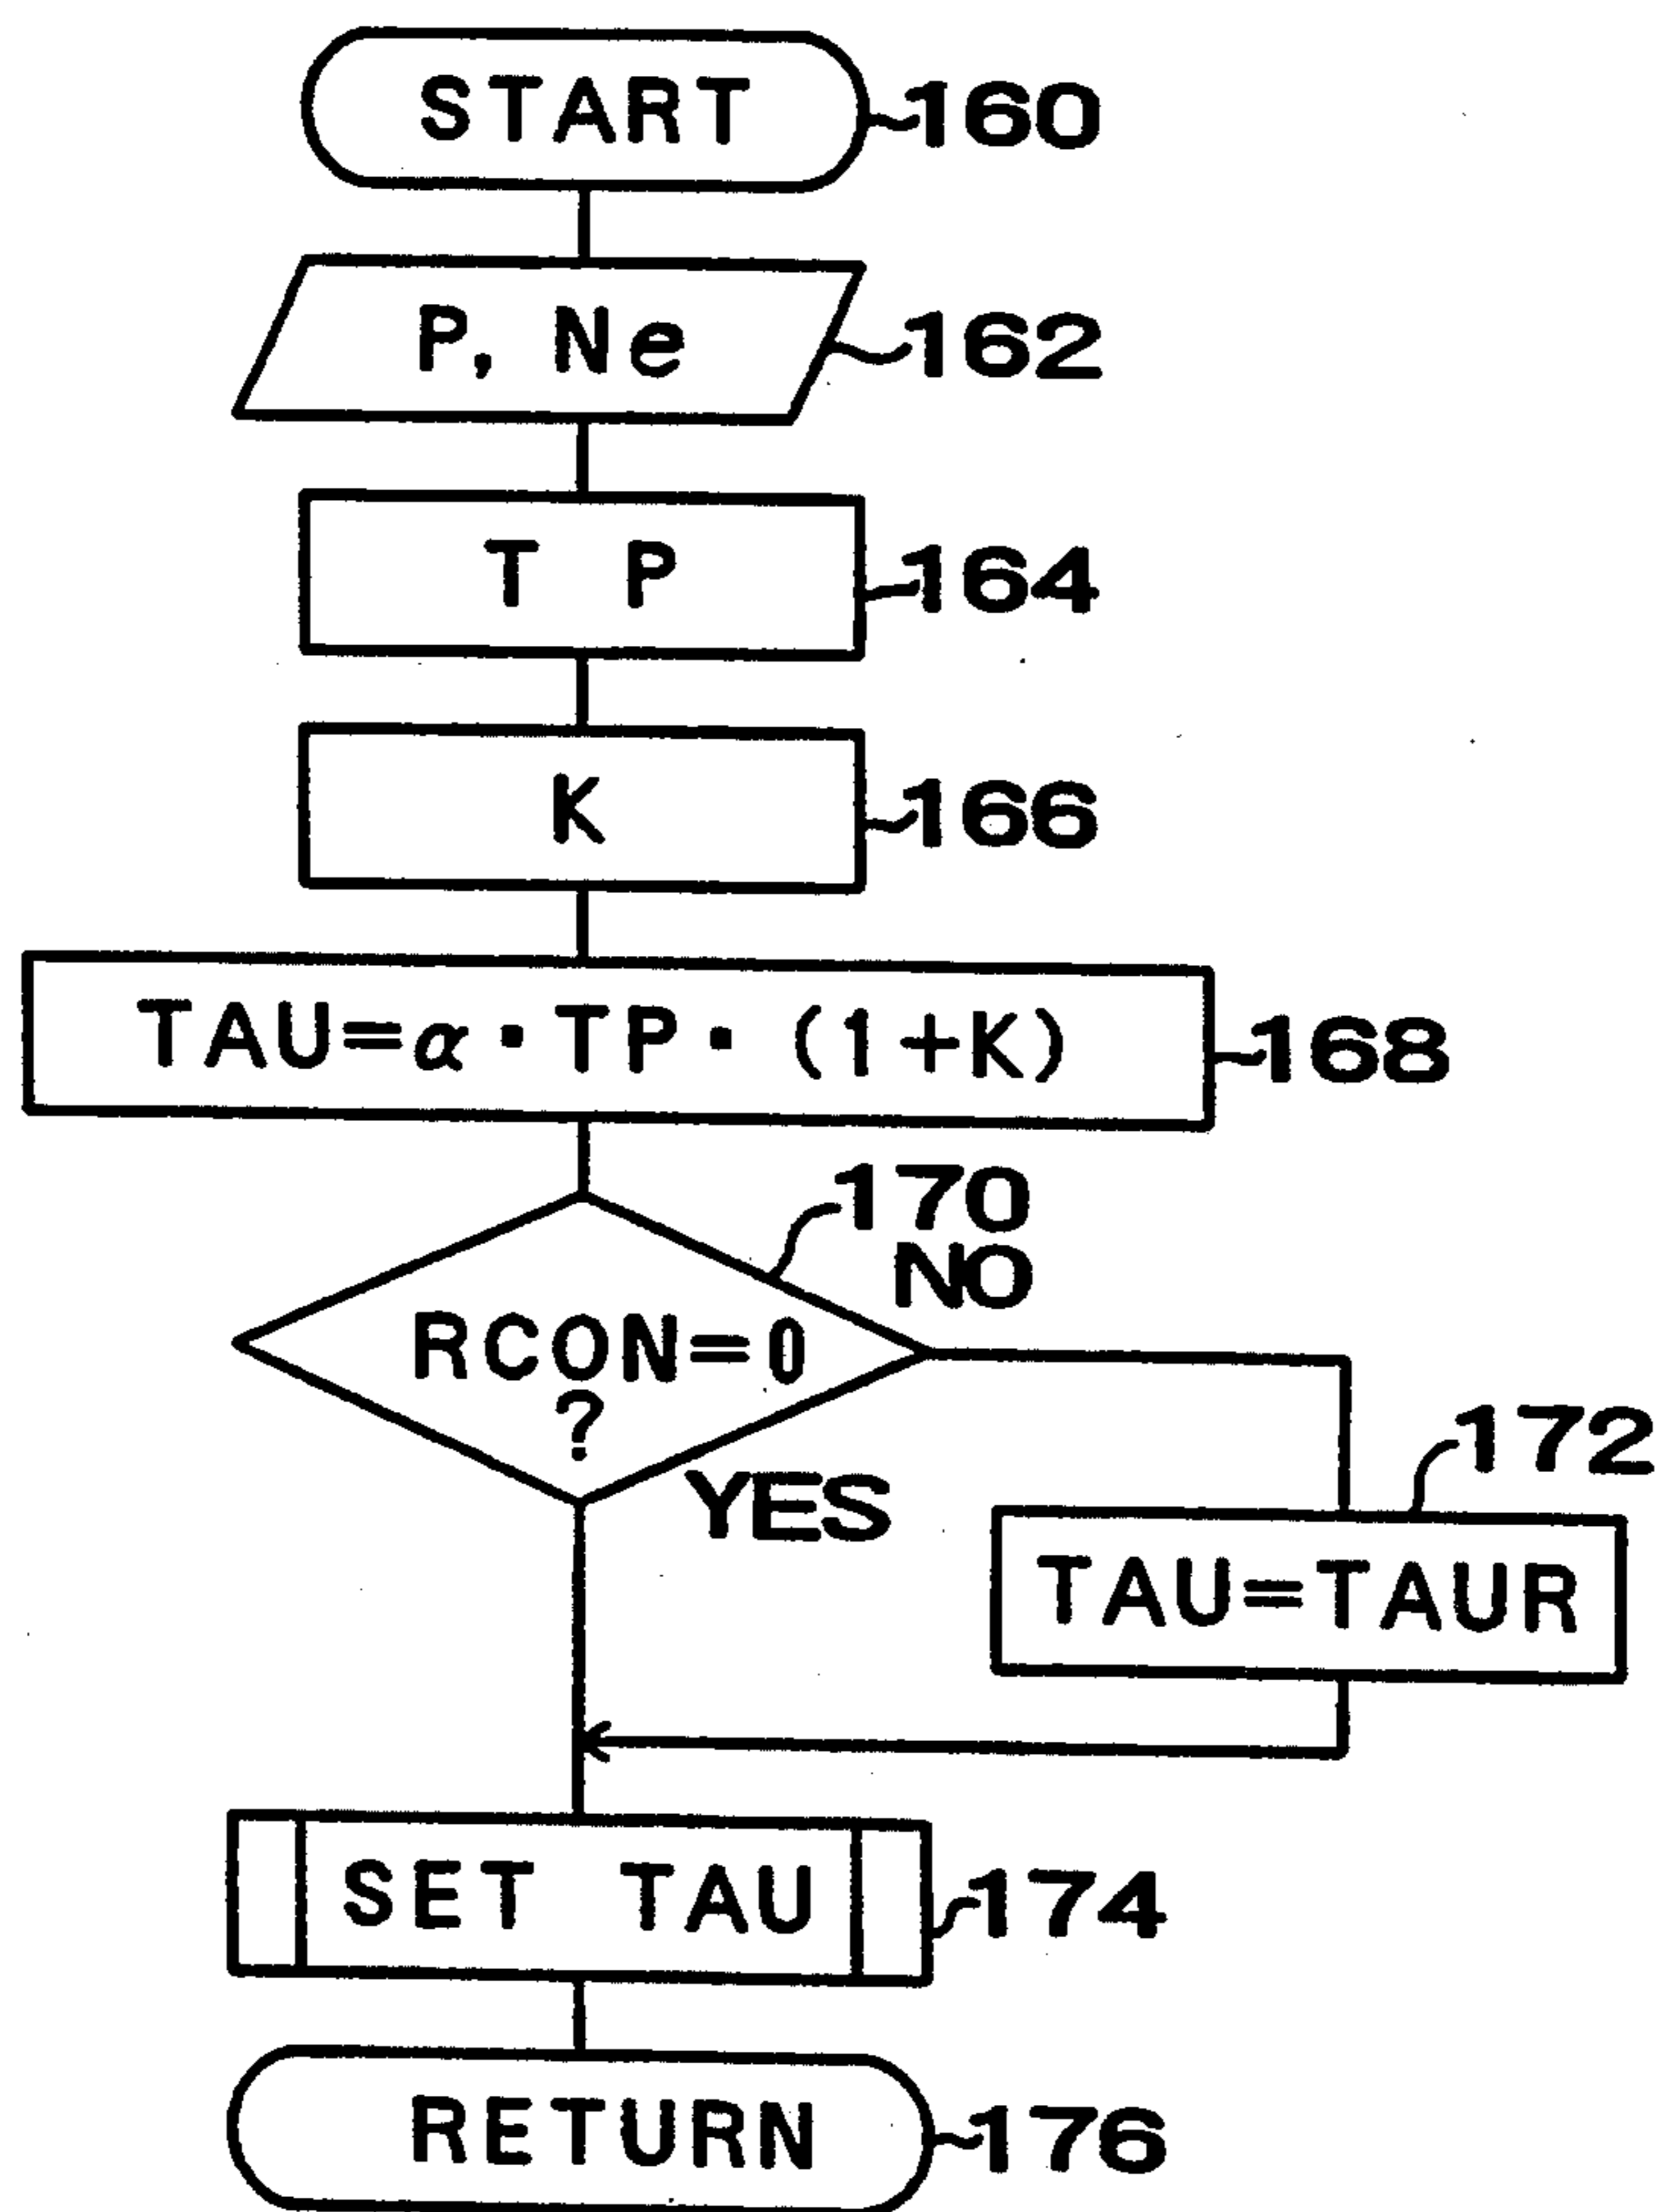 START
160
P, Ne
162
TP
164
K
166
TAU=α·TP·(1+K)
168
170
NO
RCON=0
?
YES
172
TAU=TAUR
SET TAU
174
RETURN
176